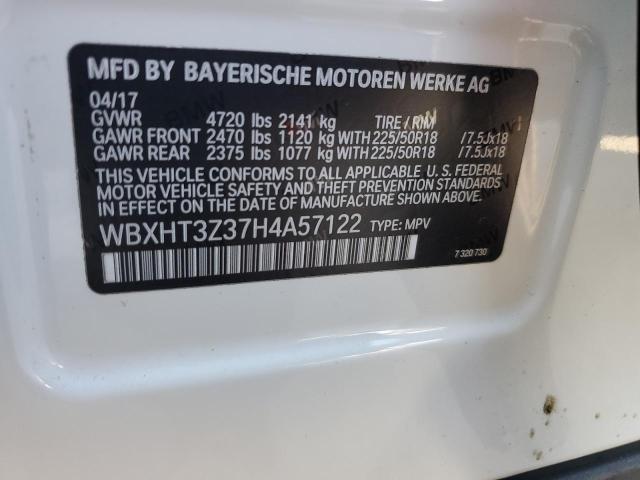 MFD BY BAYERISCHE MOTOREN WERKE AG
04/17
GVWR 4720 lbs 2141 kg TIRE / RIM
GAWR FRONT 2470 lbs 1120 kg WITH 225/50R18 /7.5Jx18
GAWR REAR 2375 lbs 1077 kg WITH 225/50R18 /7.5Jx18
THIS VEHICLE CONFORMS TO ALL APPLICABLE U. S. FEDERAL
MOTOR VEHICLE SAFETY AND THEFT PREVENTION STANDARDS
IN EFFECT ON THE DATE OF MANUFACTURE SHOWN ABOVE.
WBXHT3Z37H4A57122 TYPE: MPV
7 320 730